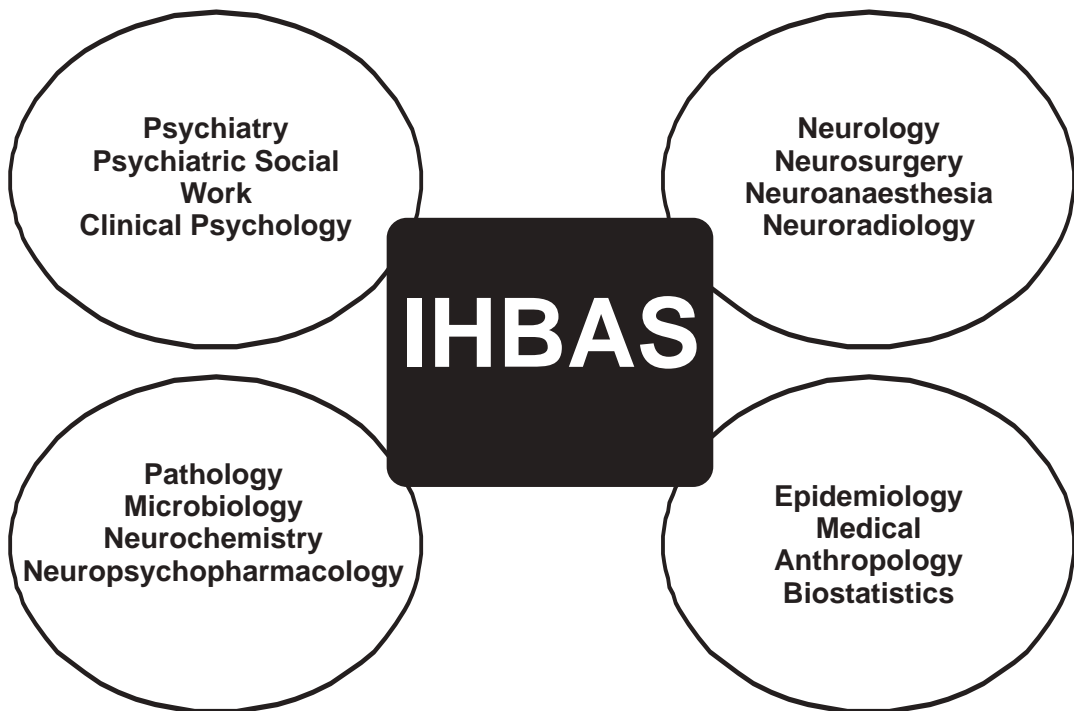 Psychiatry
Psychiatric Social
Work
Clinical Psychology
Neurology
Neurosurgery
Neuroanaesthesia
Neuroradiology
IHBAS
Pathology
Microbiology
Neurochemistry
Neuropsychopharmacology
Epidemiology
Medical
Anthropology
Biostatistics